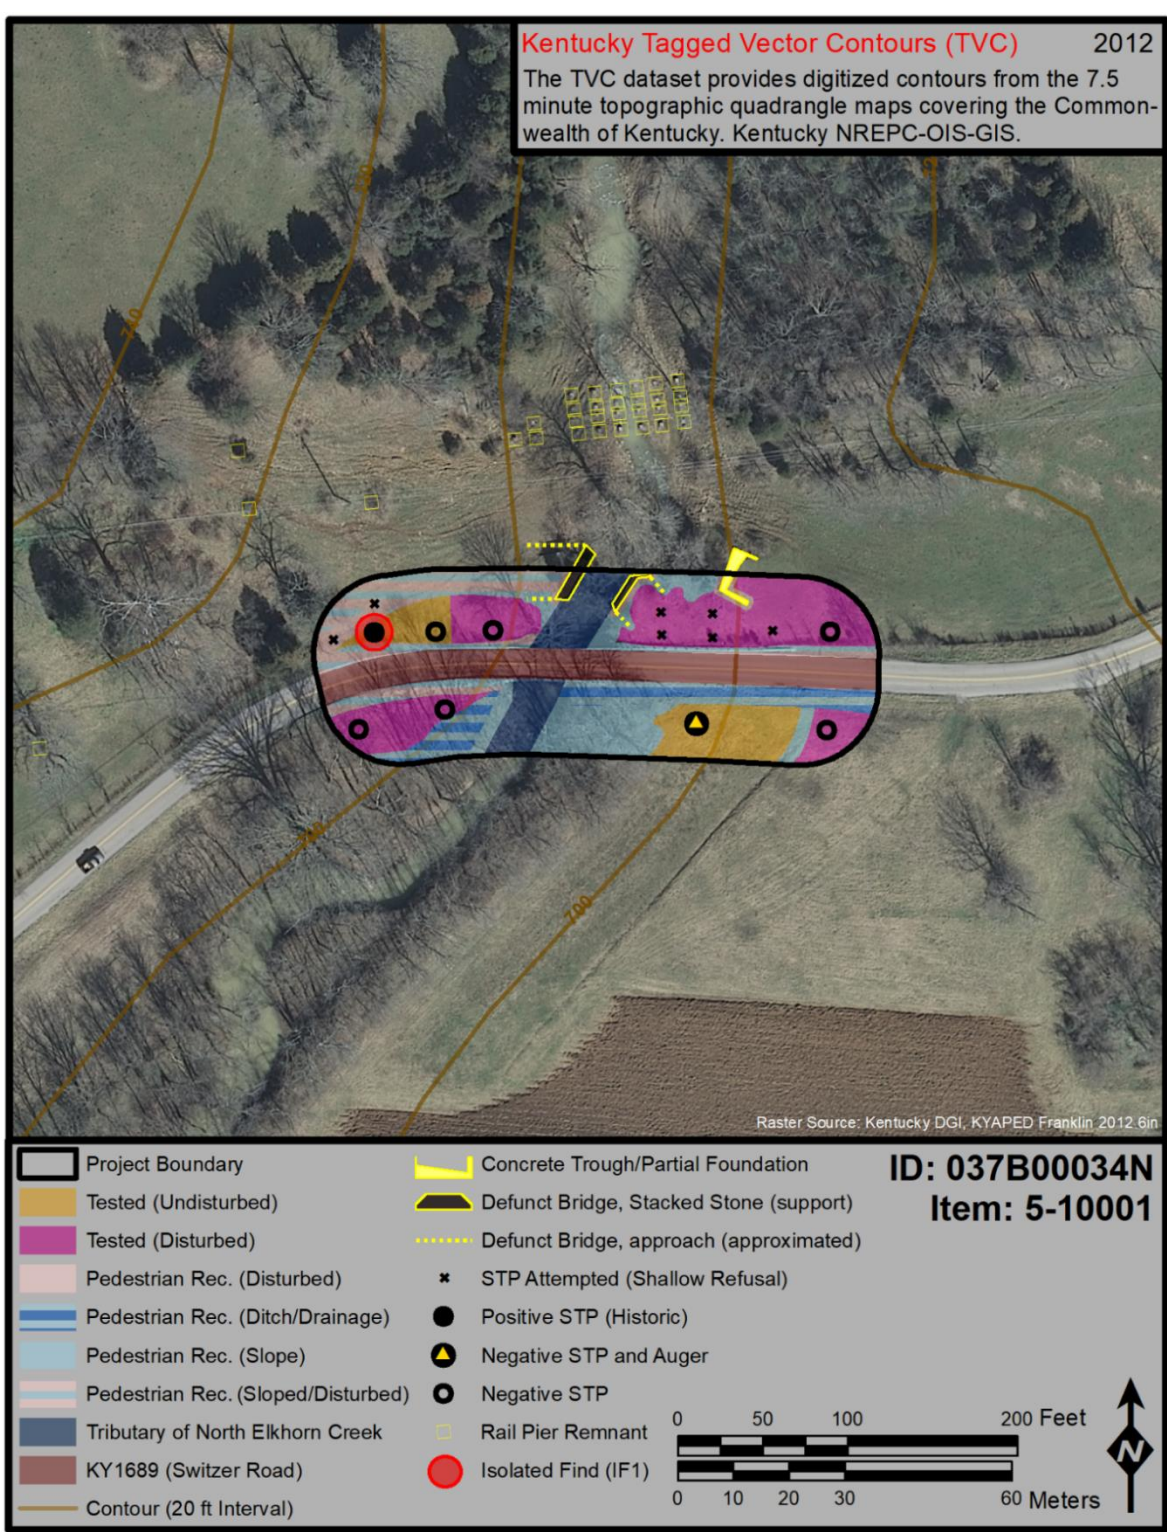 Kentucky Tagged Vector Contours (TVC) 2012
The TVC dataset provides digitized contours from the 7.5
minute topographic quadrangle maps covering the Common-
wealth of Kentucky. Kentucky NREPC-OIS-GIS.
740
700
Raster Source: Kentucky DGI, KYAPED Franklin 2012 6in
ID: 037B00034N
Item: 5-10001
Project Boundary
Tested (Undisturbed)
Tested (Disturbed)
Pedestrian Rec. (Disturbed)
Pedestrian Rec. (Ditch/Drainage)
Pedestrian Rec. (Slope)
Pedestrian Rec. (Sloped/Disturbed)
Tributary of North Elkhorn Creek
KY1689 (Switzer Road)
Contour (20 ft Interval)
Concrete Trough/Partial Foundation
Defunct Bridge, Stacked Stone (support)
Defunct Bridge, approach (approximated)
STP Attempted (Shallow Refusal)
Positive STP (Historic)
Negative STP and Auger
Negative STP
Rail Pier Remnant
Isolated Find (IF1)
0 50 100 200 Feet
0 10 20 30 60 Meters
N